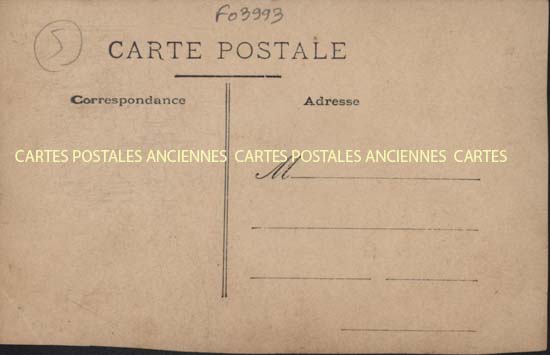 F03993
5
CARTE POSTALE
Correspondance
Adresse
CARTES POSTALES ANCIENNES CARTES POSTALES ANCIENNES CARTES
M